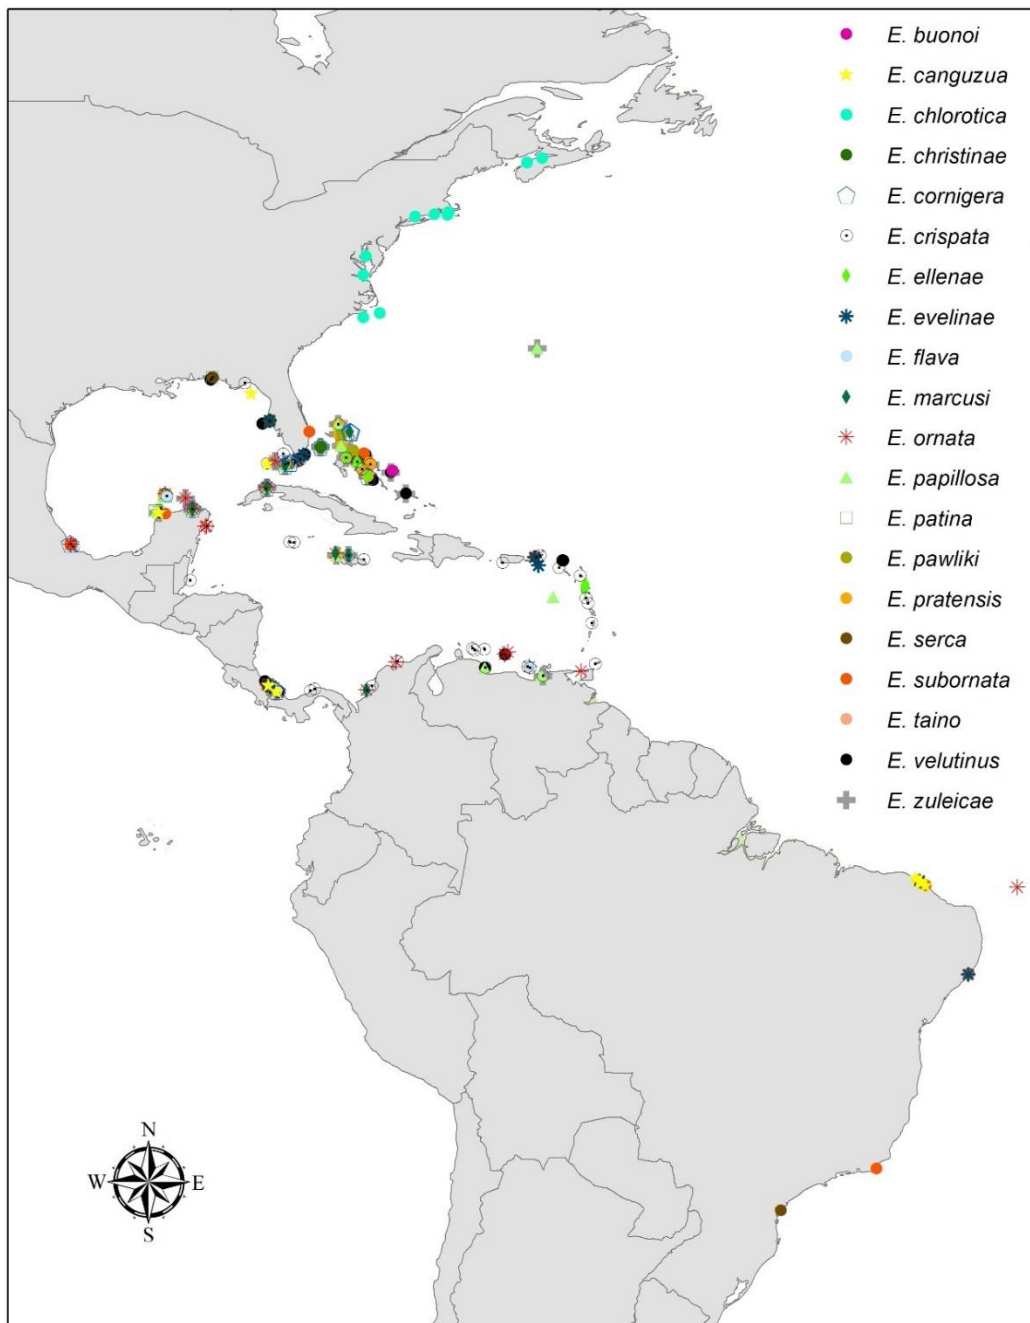 E. buonoi
E. canguzua
E. chlorotica
E. christinae
E. cornigera
E. crispata
E. ellenae
E. evelinae
E. flava
E. marcusi
E. ornata
E. papillosa
E. patina
E. pawliki
E. pratensis
E. serca
E. subornata
E. taino
E. velutinus
E. zuleicae
N
W E
S